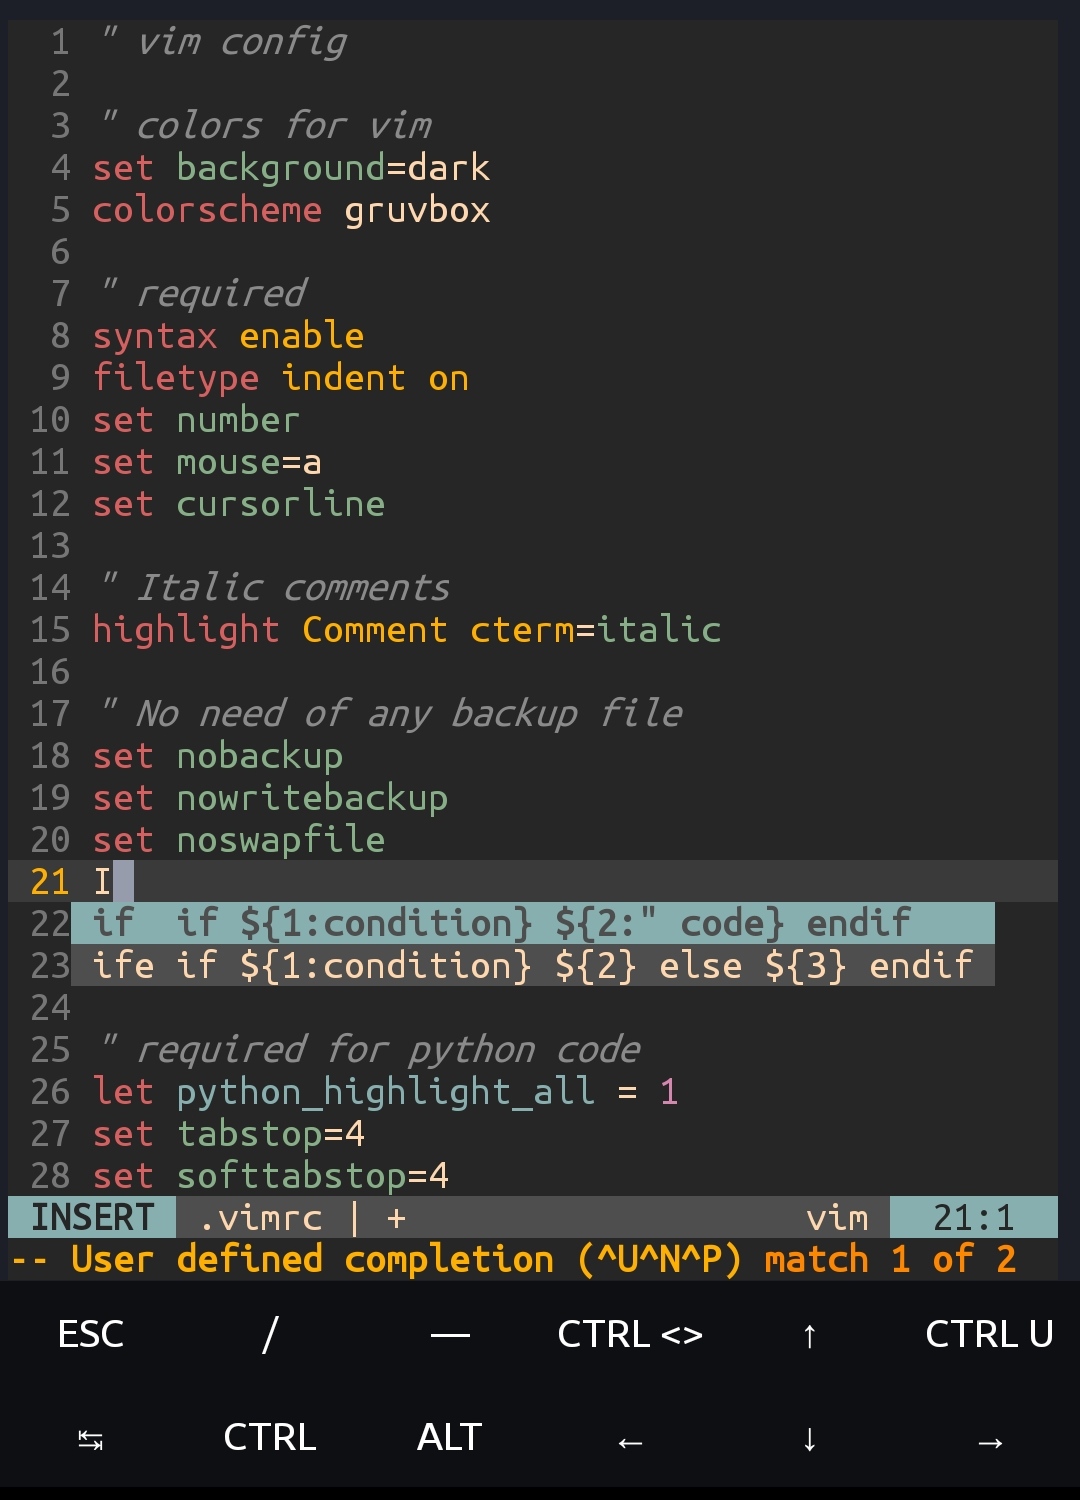 1 " vim config
2
3 " colors for vim
4 set background=dark
5 colorscheme gruvbox
6
7 " required
8 syntax enable
9 filetype indent on
10 set number
11 set mouse=a
12 set cursorline
13
14 " Italic comments
15 highlight Comment cterm=italic
16
17 " No need of any backup file
18 set nobackup
19 set nowritebackup
20 set noswapfile
21 I
22 if  if ${1:condition} ${2:" code} endif
23 ife if ${1:condition} ${2} else ${3} endif
24
25 " required for python code
26 let python_highlight_all = 1
27 set tabstop=4
28 set softtabstop=4
INSERT .vimrc | + vim 21:1
-- User defined completion (^U^N^P) match 1 of 2
ESC / — CTRL <> ↑ CTRL U
↹ CTRL ALT ← ↓ →